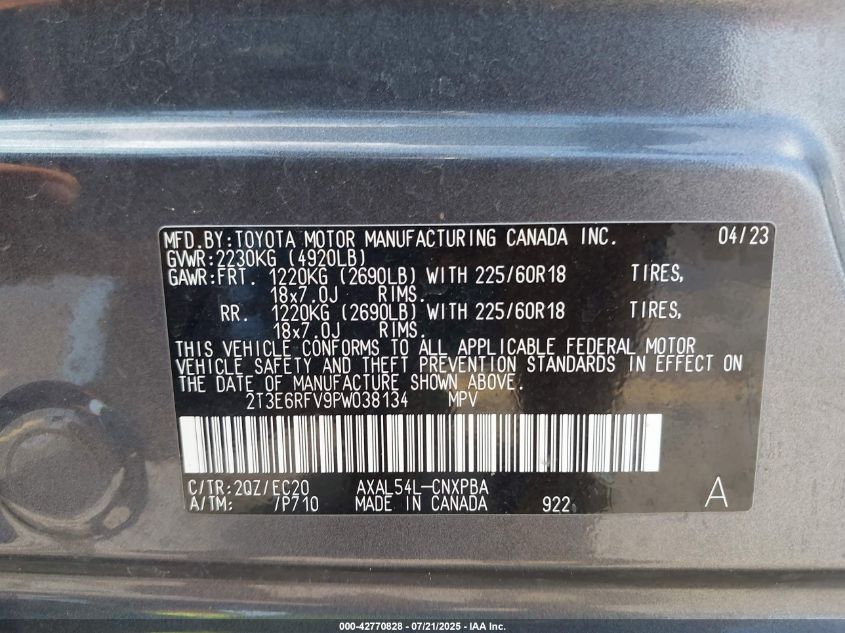 MFD.BY:TOYOTA MOTOR MANUFACTURING CANADA INC. 04/23
GVWR:2230KG (4920LB)
GAWR:FRT. 1220KG (2690LB) WITH 225/60R18 TIRES,
18x7.0J RIMS.
RR. 1220KG (2690LB) WITH 225/60R18 TIRES,
18x7.0J RIMS.
THIS VEHICLE CONFORMS TO ALL APPLICABLE FEDERAL MOTOR
VEHICLE SAFETY AND THEFT PREVENTION STANDARDS IN EFFECT ON
THE DATE OF MANUFACTURE SHOWN ABOVE.
2T3E6RFV9PW038134 MPV
C/TR:2QZ/EC20 AXAL54L-CNXPBA
A/TM: /P710 MADE IN CANADA 922 A
000-42770828 - 07/21/2025 - IAA Inc.